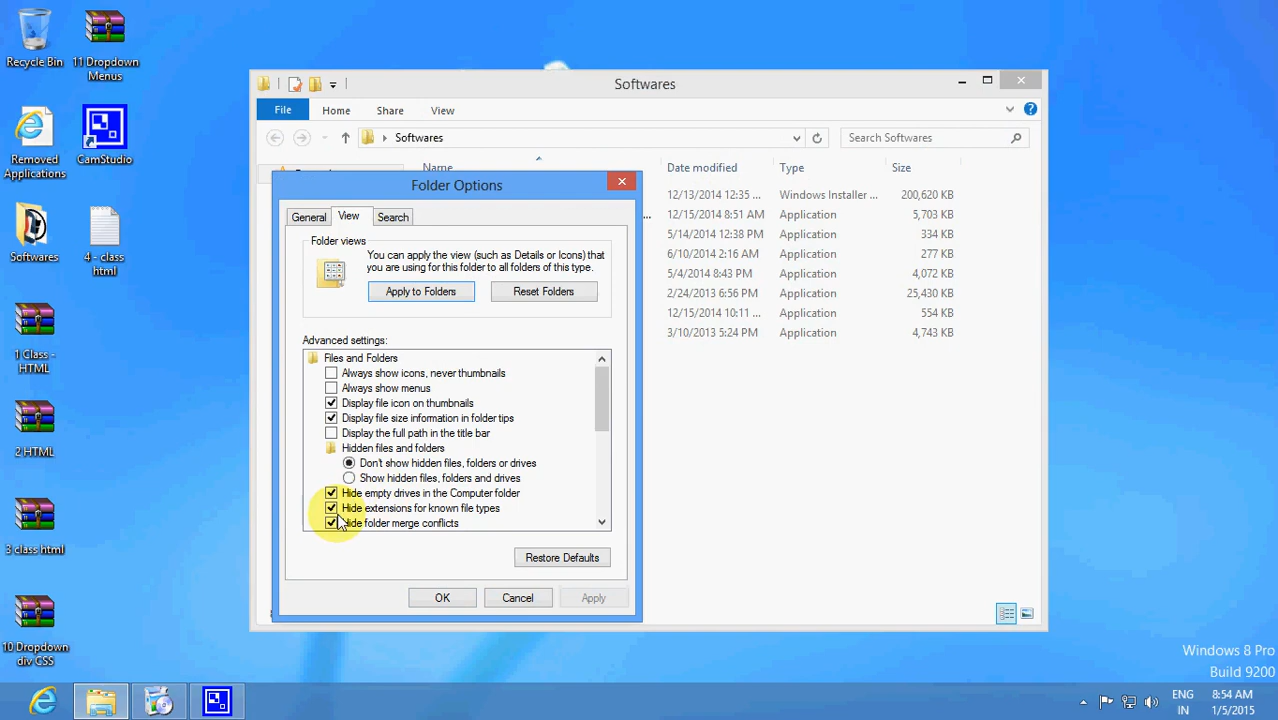 Recycle Bin
11 Dropdown
Menus
Removed
Applications
CamStudio
Softwares
4 - class
html
1 Class -
HTML
2 HTML
3 class html
10 Dropdown
div CSS
Softwares
File Home Share View
Softwares
Search Softwares
Name Date modified Type Size
12/13/2014 12:35 ... Windows Installer ... 200,620 KB
12/15/2014 8:51 AM Application 5,703 KB
5/14/2014 12:38 PM Application 334 KB
6/10/2014 2:16 AM Application 277 KB
5/4/2014 8:43 PM Application 4,072 KB
2/24/2013 6:56 PM Application 25,430 KB
12/15/2014 10:11 ... Application 554 KB
3/10/2013 5:24 PM Application 4,743 KB
Folder Options
General View Search
Folder views
You can apply the view (such as Details or Icons) that
you are using for this folder to all folders of this type.
Apply to Folders Reset Folders
Advanced settings:
Files and Folders
Always show icons, never thumbnails
Always show menus
Display file icon on thumbnails
Display file size information in folder tips
Display the full path in the title bar
Hidden files and folders
Don't show hidden files, folders or drives
Show hidden files, folders and drives
Hide empty drives in the Computer folder
Hide extensions for known file types
Hide folder merge conflicts
Restore Defaults
OK Cancel Apply
Windows 8 Pro
Build 9200
ENG 8:54 AM
IN 1/5/2015